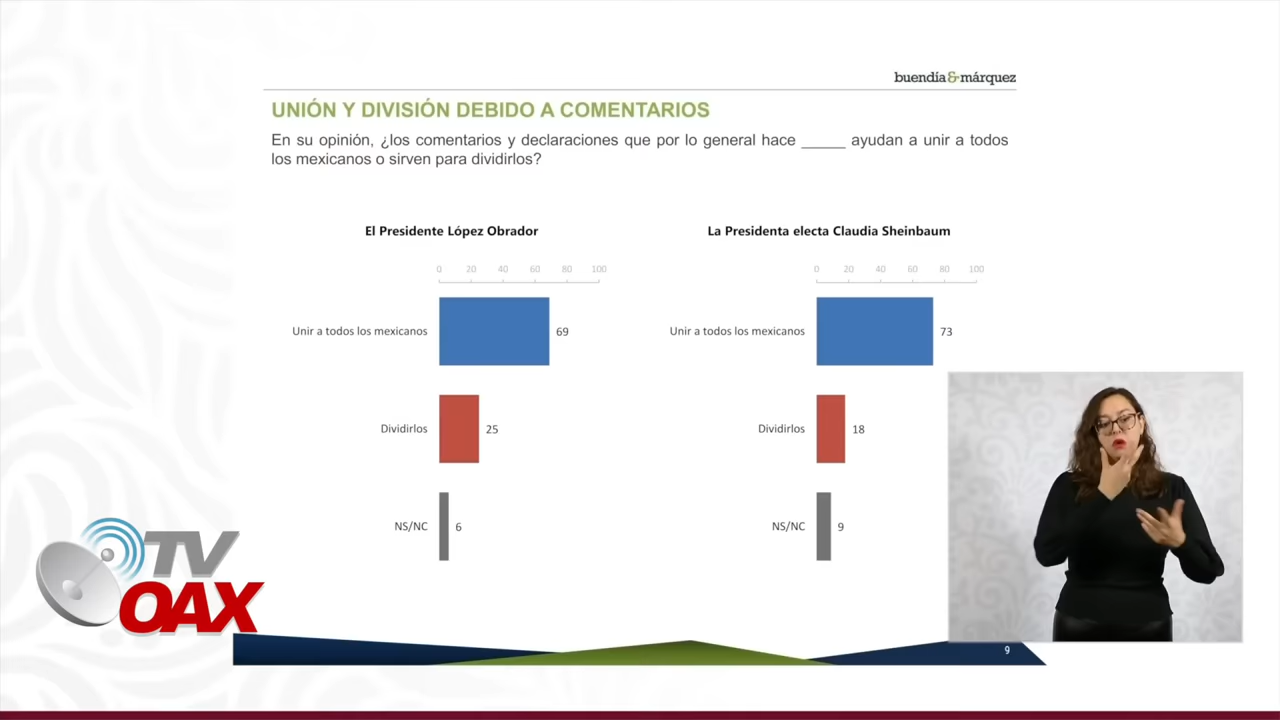 buendía&márquez
UNIÓN Y DIVISIÓN DEBIDO A COMENTARIOS
En su opinión, ¿los comentarios y declaraciones que por lo general hace _____ ayudan a unir a todos
los mexicanos o sirven para dividirlos?
El Presidente López Obrador
0 20 40 60 80 100
Unir a todos los mexicanos 69
Dividirlos 25
NS/NC 6
La Presidenta electa Claudia Sheinbaum
0 20 40 60 80 100
Unir a todos los mexicanos 73
Dividirlos 18
NS/NC 9
TV
OAX
9